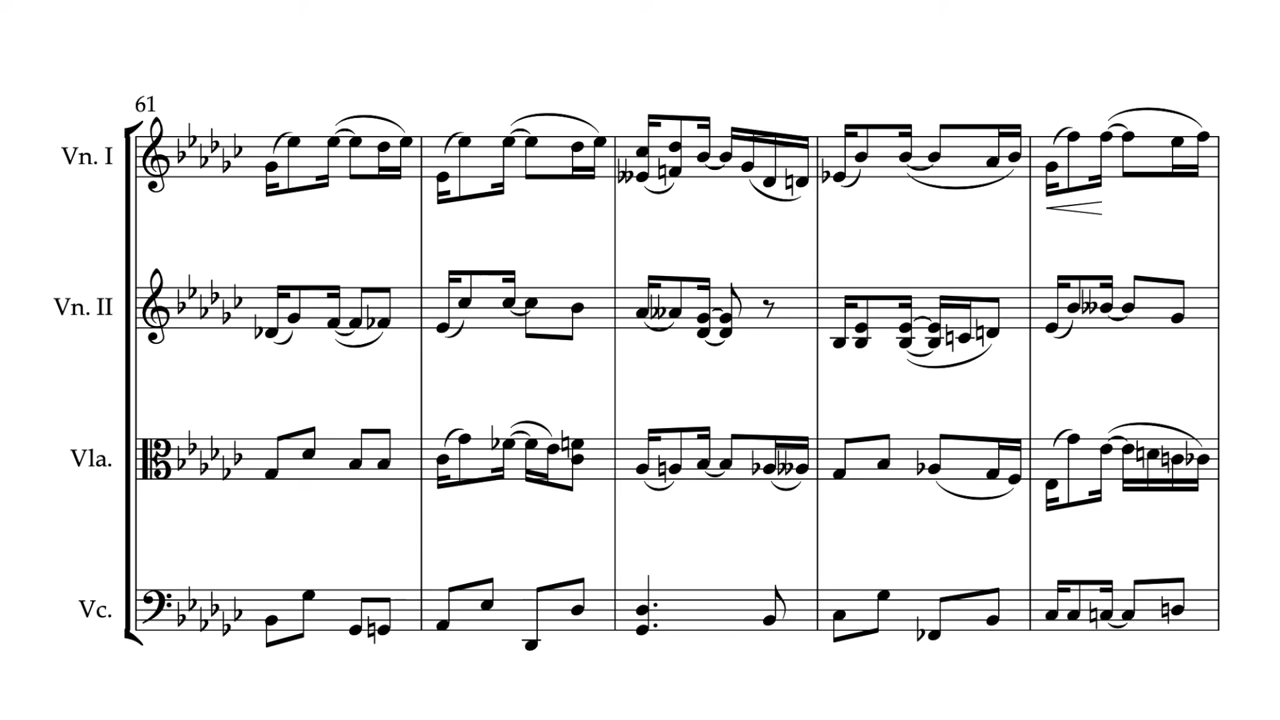 61
Vn. I
Vn. II
Vla.
Vc.